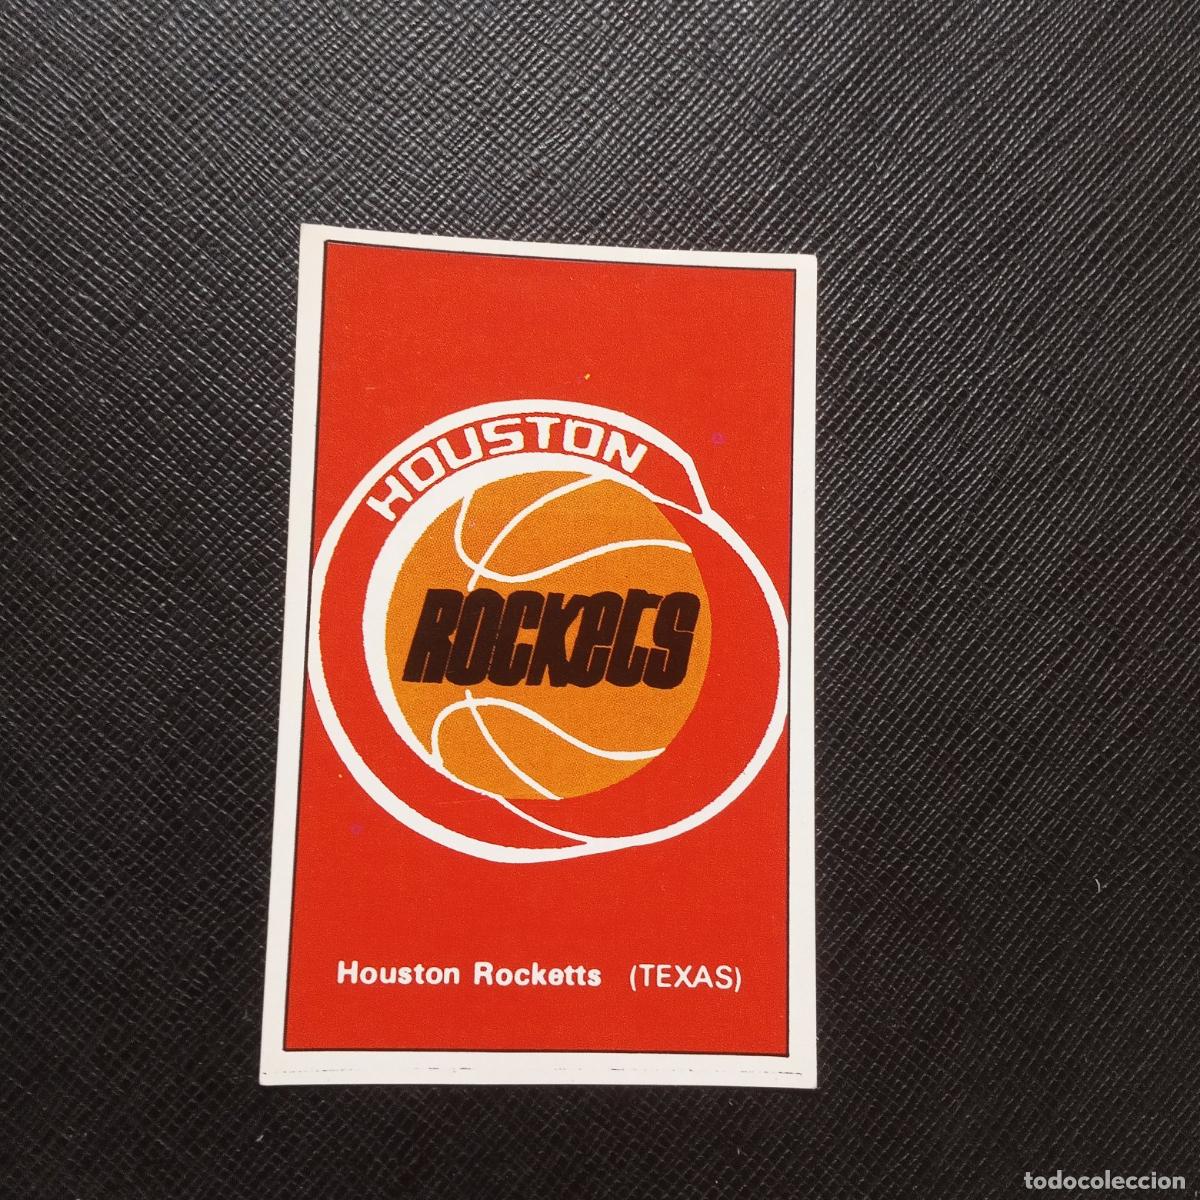 HOUSTON
ROCKETS
Houston Rocketts (TEXAS)
todocoleccion